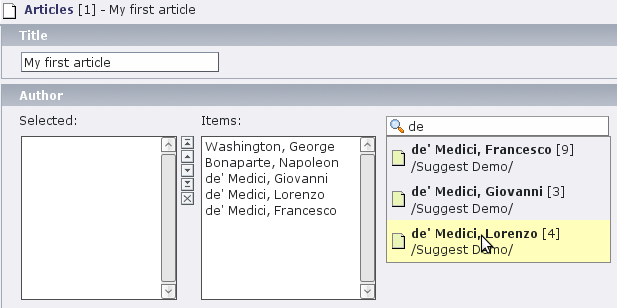 Articles [1] - My first article
Title
My first article
Author
Selected:
Items:
Washington, George
Bonaparte, Napoleon
de' Medici, Giovanni
de' Medici, Lorenzo
de' Medici, Francesco
de
de' Medici, Francesco [9]
/Suggest Demo/
de' Medici, Giovanni [3]
/Suggest Demo/
de' Medici, Lorenzo [4]
/Suggest Demo/